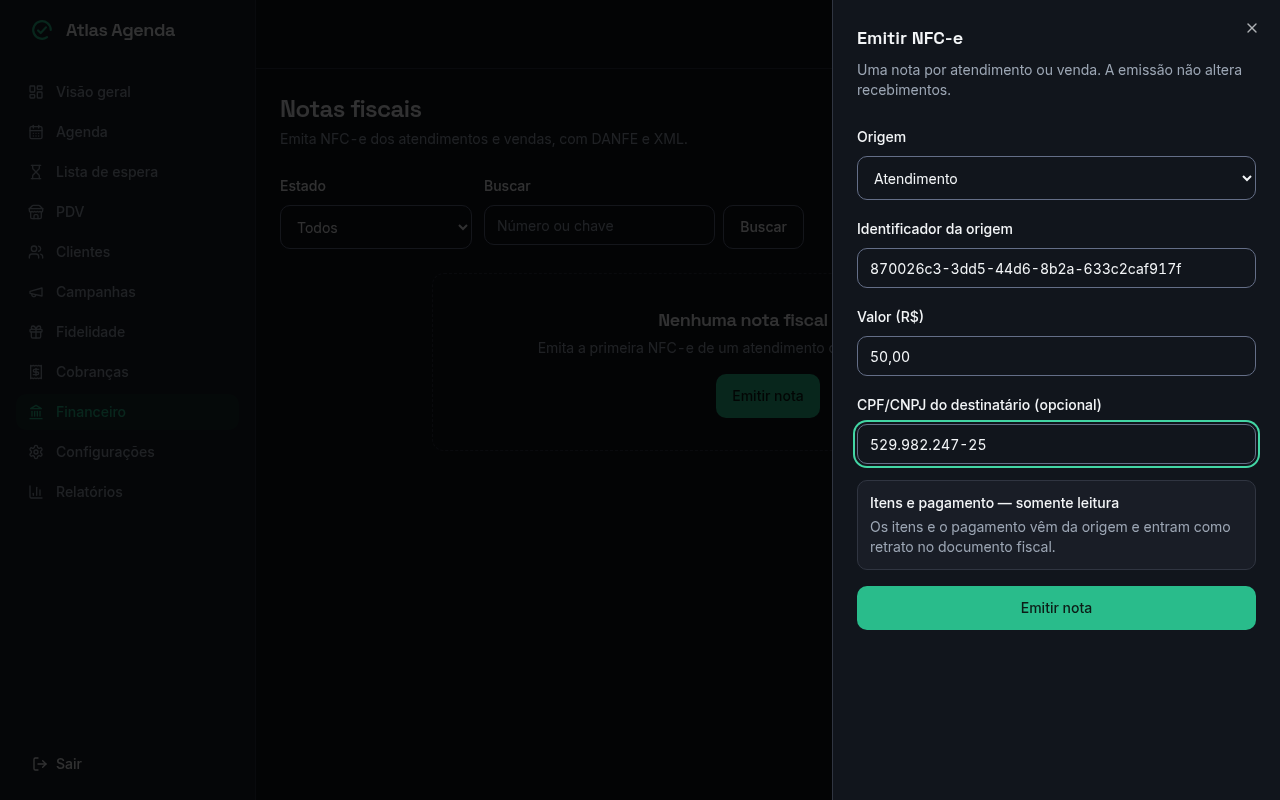 Atlas Agenda
Visão geral
Agenda
Lista de espera
PDV
Clientes
Campanhas
Fidelidade
Cobranças
Financeiro
Configurações
Relatórios
Sair
Notas fiscais
Emita NFC-e dos atendimentos e vendas, com DANFE e XML.
Estado
Buscar
Todos
Número ou chave
Buscar
Nenhuma nota fiscal
Emita a primeira NFC-e de um atendimento
Emitir nota
Emitir NFC-e
Uma nota por atendimento ou venda. A emissão não altera
recebimentos.
Origem
Atendimento
Identificador da origem
870026c3-3dd5-44d6-8b2a-633c2caf917f
Valor (R$)
50,00
CPF/CNPJ do destinatário (opcional)
529.982.247-25
Itens e pagamento — somente leitura
Os itens e o pagamento vêm da origem e entram como
retrato no documento fiscal.
Emitir nota